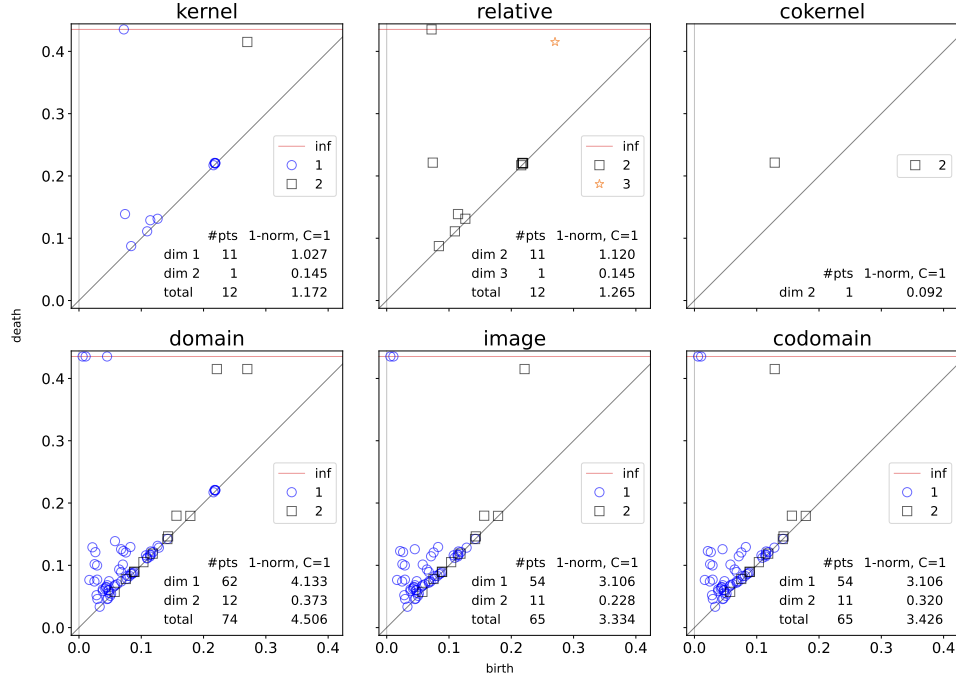 kernel
relative
cokernel
0.4
0.3
0.2
0.1
0.0
inf
1
2
#pts 1-norm, C=1
dim 1 11 1.027
dim 2 1 0.145
total 12 1.172
inf
2
3
#pts 1-norm, C=1
dim 2 11 1.120
dim 3 1 0.145
total 12 1.265
2
#pts 1-norm, C=1
dim 2 1 0.092
death
domain
image
codomain
0.4
0.3
0.2
0.1
0.0
inf
1
2
#pts 1-norm, C=1
dim 1 62 4.133
dim 2 12 0.373
total 74 4.506
0.0 0.1 0.2 0.3 0.4
inf
1
2
#pts 1-norm, C=1
dim 1 54 3.106
dim 2 11 0.228
total 65 3.334
0.0 0.1 0.2 0.3 0.4
inf
1
2
#pts 1-norm, C=1
dim 1 54 3.106
dim 2 11 0.320
total 65 3.426
0.0 0.1 0.2 0.3 0.4
birth